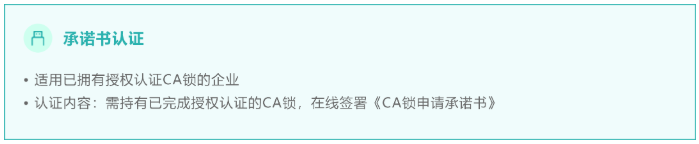 承诺书认证
• 适用已拥有授权认证CA锁的企业
• 认证内容：需持有已完成授权认证的CA锁，在线签署《CA锁申请承诺书》